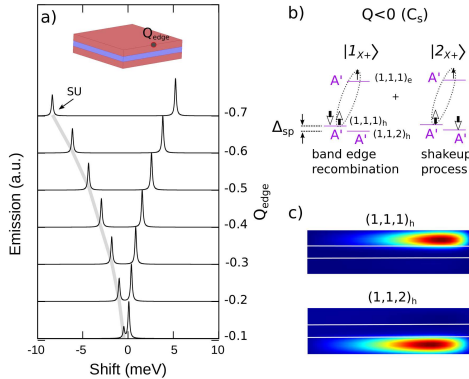 a)
Q_edge
SU
-0.7
-0.6
-0.5
-0.4
-0.3
-0.2
-0.1
Emission (a.u.)
Q_edge
-10 -5 0 5 10
Shift (meV)
b)
Q<0 (C_s)
|1_X+⟩ |2_X+⟩
A' (1,1,1)_e A'
+
Δ_sp
(1,1,1)_h
A' A' (1,1,2)_h A' A'
band edge recombination
shakeup process
c)
(1,1,1)_h
(1,1,2)_h